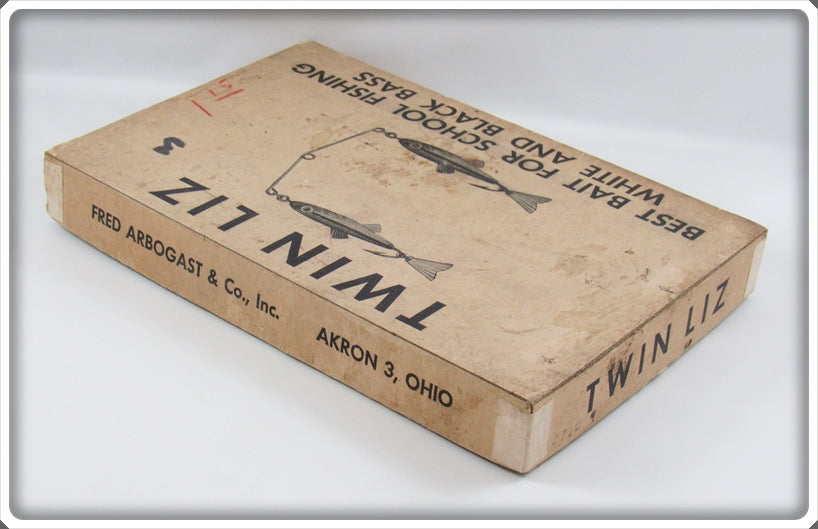 BEST BAIT FOR SCHOOL FISHING
WHITE AND BLACK BASS
TWIN LIZ
3
FRED ARBOGAST & Co., Inc.
AKRON 3, OHIO
TWIN LIZ